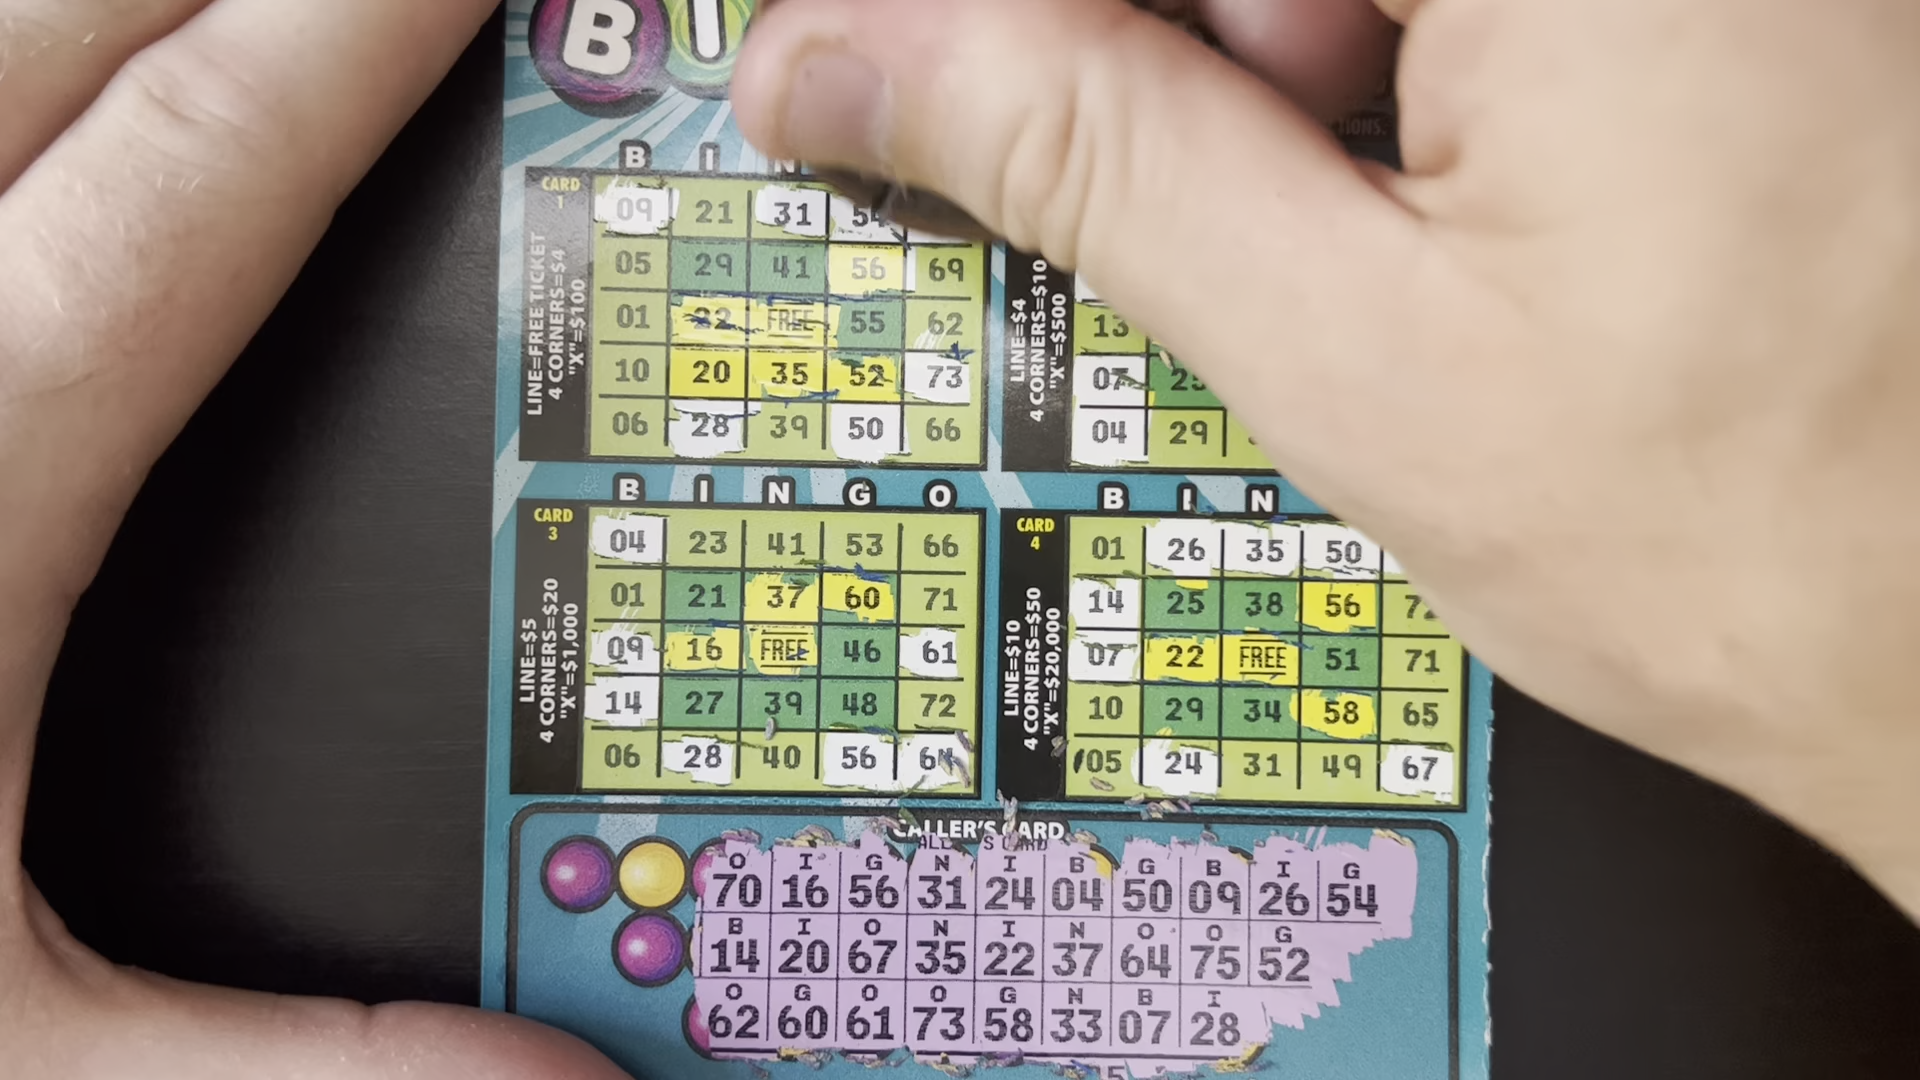 B I
TIONS.
B I N
CARD 1
LINE=FREE TICKET
4 CORNERS=$4
"X"=$100
09 21 31 54
05 29 41 56 69
01 22 FREE 55 62
10 20 35 52 73
06 28 39 50 66
LINE=$4
4 CORNERS=$10
"X"=$500
13
07 25
04 29
B I N G O
CARD 3
LINE=$5
4 CORNERS=$20
"X"=$1,000
04 23 41 53 66
01 21 37 60 71
09 16 FREE 46 61
14 27 39 48 72
06 28 40 56 64
B I N
CARD 4
LINE=$10
4 CORNERS=$50
"X"=$20,000
01 26 35 50
14 25 38 56 72
07 22 FREE 51 71
10 29 34 58 65
05 24 31 49 67
CALLER'S CARD
O I G N I B G B I G
70 16 56 31 24 04 50 09 26 54
B I O N I N O O G
14 20 67 35 22 37 64 75 52
O G O O G N B I
62 60 61 73 58 33 07 28